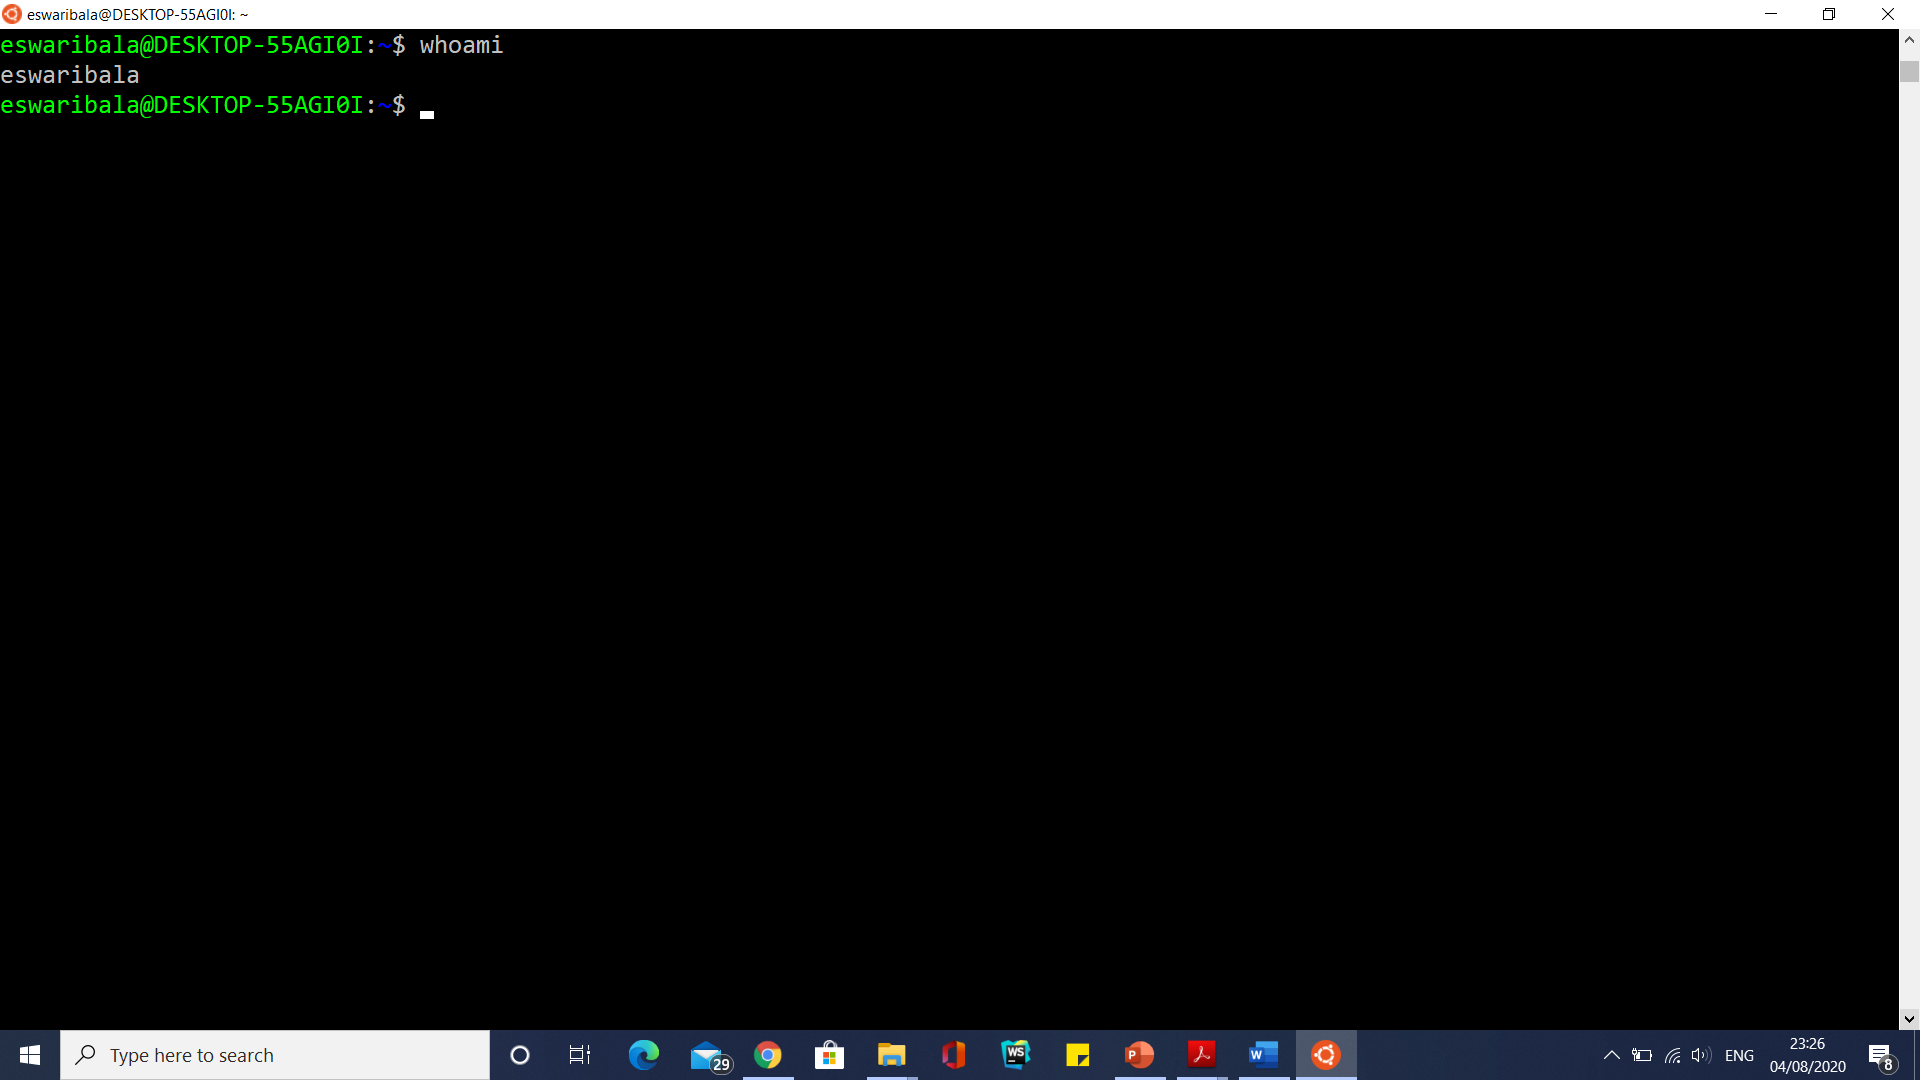 eswaribala@DESKTOP-55AGI0I: ~
eswaribala@DESKTOP-55AGI0I:~$ whoami
eswaribala
eswaribala@DESKTOP-55AGI0I:~$
Type here to search
29
WS
P
W
ENG
23:26
04/08/2020
8